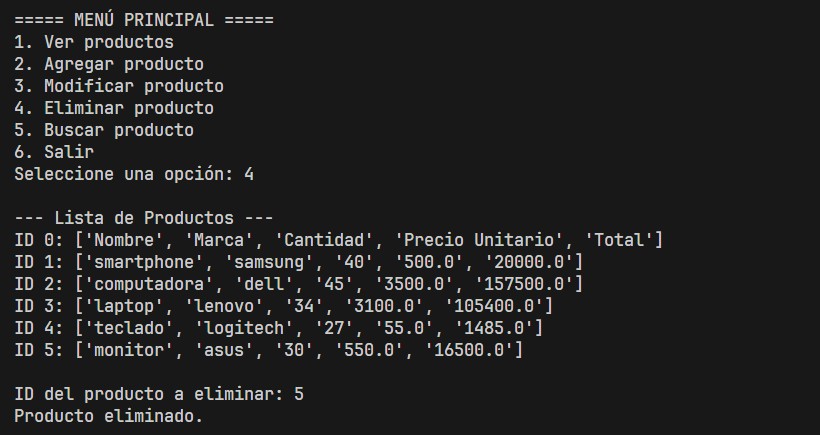 ===== MENÚ PRINCIPAL =====
1. Ver productos
2. Agregar producto
3. Modificar producto
4. Eliminar producto
5. Buscar producto
6. Salir
Seleccione una opción: 4
--- Lista de Productos ---
ID 0: ['Nombre', 'Marca', 'Cantidad', 'Precio Unitario', 'Total']
ID 1: ['smartphone', 'samsung', '40', '500.0', '20000.0']
ID 2: ['computadora', 'dell', '45', '3500.0', '157500.0']
ID 3: ['laptop', 'lenovo', '34', '3100.0', '105400.0']
ID 4: ['teclado', 'logitech', '27', '55.0', '1485.0']
ID 5: ['monitor', 'asus', '30', '550.0', '16500.0']
ID del producto a eliminar: 5
Producto eliminado.